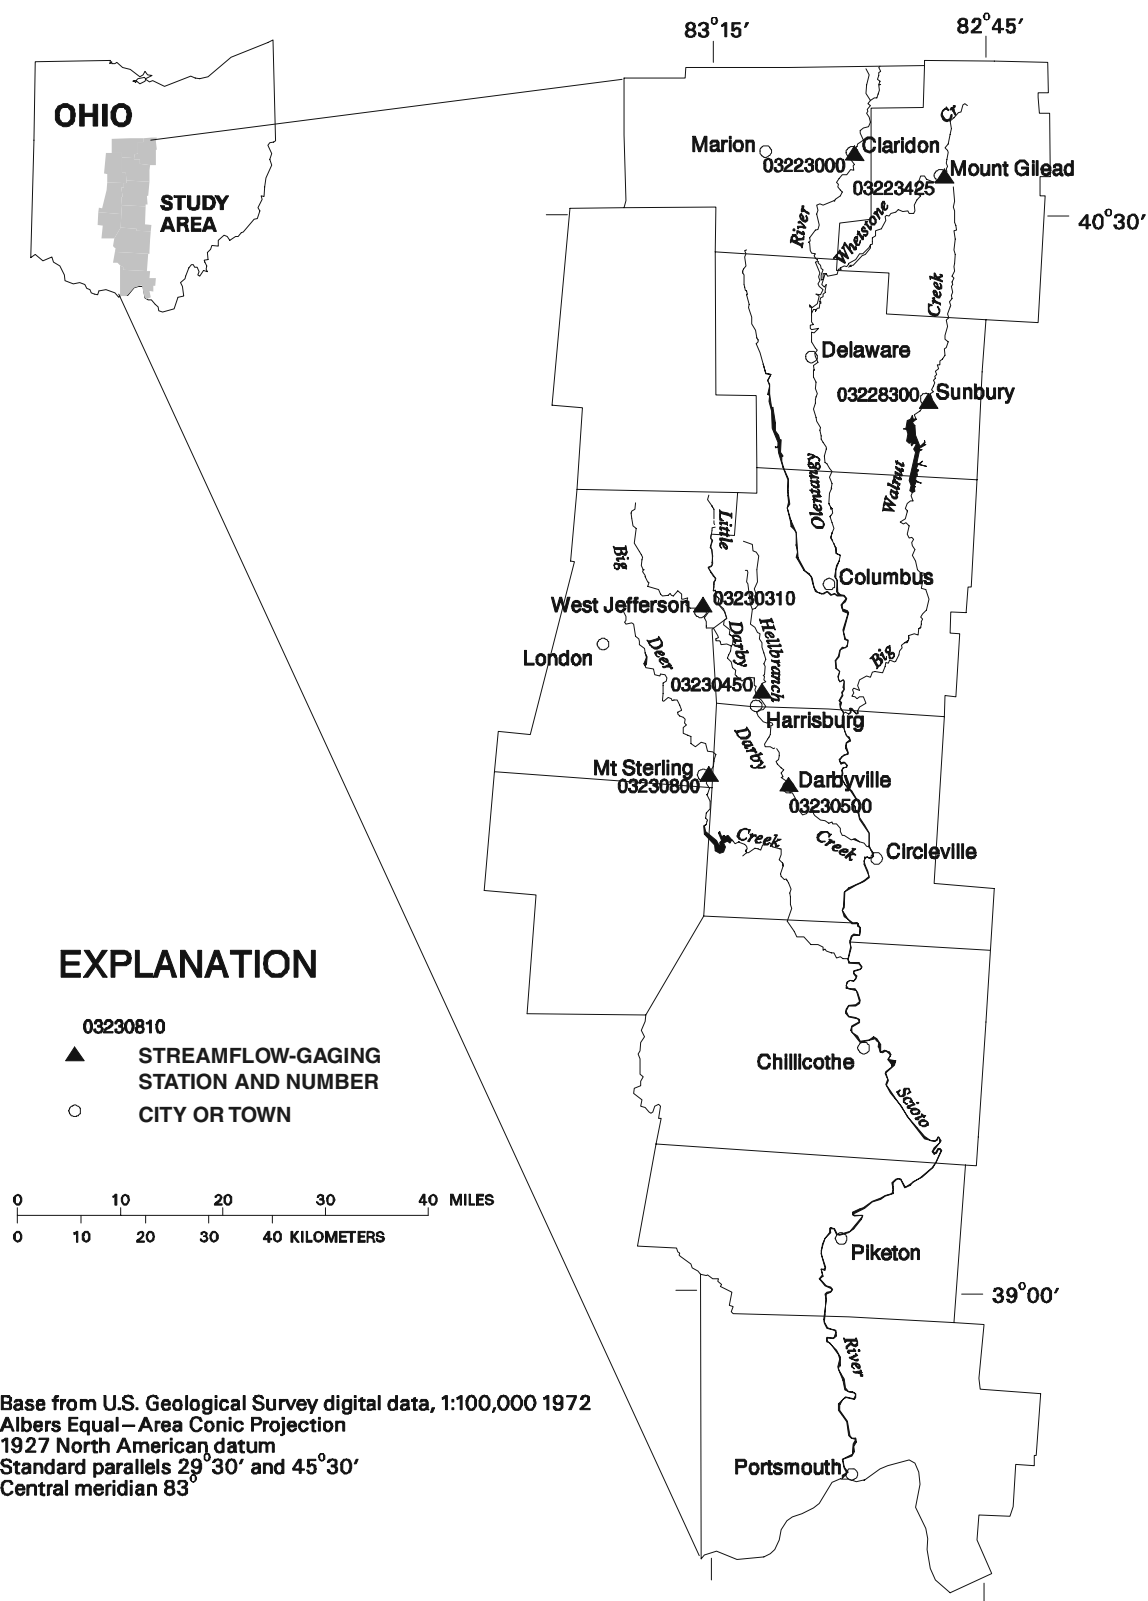 83°15′
82°45′
OHIO
STUDY
AREA
Cr
Marion
Claridon
03223000
Mount Gilead
03223425
40°30′
River
Whetstone
Creek
Delaware
03228300
Sunbury
Olentangy
Walnut
Little
Big
Columbus
West Jefferson
03230310
Darby
Hellbranch
Deer
London
Big
03230450
Harrisburg
Darby
Mt Sterling
03230800
Darbyville
03230500
Creek
Creek
Circleville
EXPLANATION
03230810
STREAMFLOW-GAGING
STATION AND NUMBER
CITY OR TOWN
Chillicothe
Scioto
0 10 20 30 40 MILES
0 10 20 30 40 KILOMETERS
Piketon
39°00′
River
Base from U.S. Geological Survey digital data, 1:100,000 1972
Albers Equal–Area Conic Projection
1927 North American datum
Standard parallels 29°30′ and 45°30′
Central meridian 83°
Portsmouth